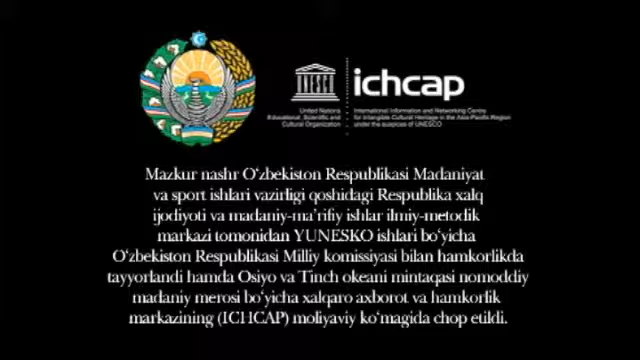 UNESCO
ichcap
United Nations
Educational, Scientific and
Cultural Organization
International Information and Networking Centre
for Intangible Cultural Heritage in the Asia-Pacific Region
under the auspices of UNESCO
Mazkur nashr O‘zbekiston Respublikasi Madaniyat
va sport ishlari vazirligi qoshidagi Respublika xalq
ijodiyoti va madaniy-ma’rifiy ishlar ilmiy-metodik
markazi tomonidan YUNESKO ishlari bo‘yicha
O‘zbekiston Respublikasi Milliy komissiyasi bilan hamkorlikda
tayyorlandi hamda Osiyo va Tinch okeani mintaqasi nomoddiy
madaniy merosi bo‘yicha xalqaro axborot va hamkorlik
markazining (ICHCAP) moliyaviy ko‘magida chop etildi.